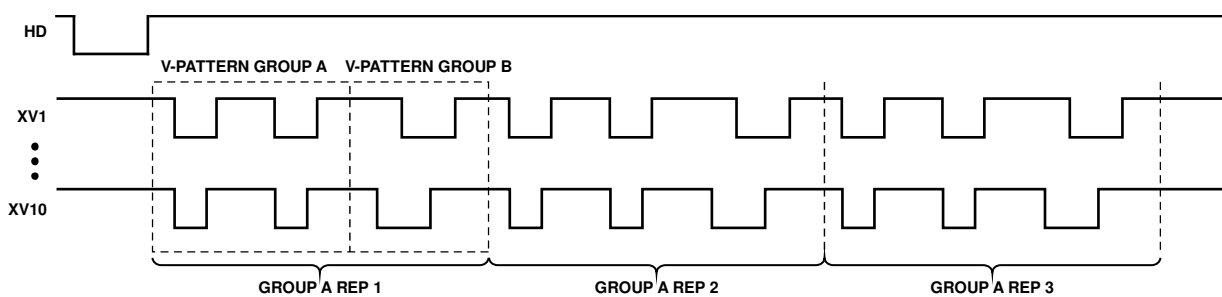 HD
V-PATTERN GROUP A V-PATTERN GROUP B
XV1
XV10
GROUP A REP 1 GROUP A REP 2 GROUP A REP 3